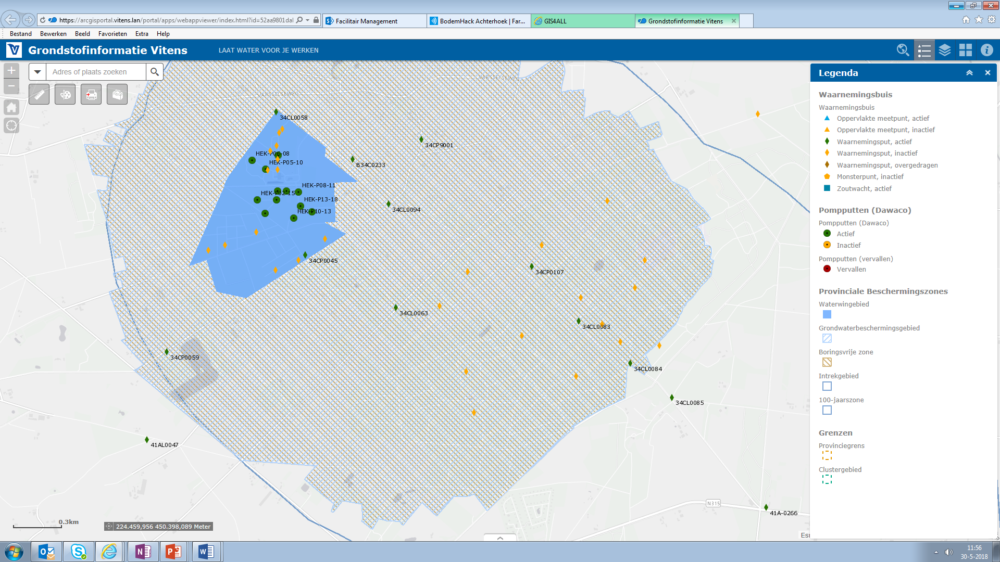 https://arcgisportal.vitens.lan/portal/apps/webappviewer/index.html?id=52aa9801dal
Facilitair Management
BodemHack Achterhoek | Far...
GIS4ALL
Grondstofinformatie Vitens
Bestand
Bewerken
Beeld
Favorieten
Extra
Help
Grondstofinformatie Vitens
LAAT WATER VOOR JE WERKEN
Adres of plaats zoeken
VARSSELSEWEG
VARSSELSEWEG
34CL0058
34CP9001
HEK-P06-08
HEK-P05-10
B34C0233
HEK-P08-11
HEK-P02-15
HEK-P13-18
34CL0094
HEK-P10-13
34CP0045
34CP0107
34CL0063
34CL0083
34CP0059
34CL0084
34CL0085
41AL0047
N315
41A-0266
0.3km
224.459,956 450.398,089 Meter
Esr
Legenda
Waarnemingsbuis
Waarnemingsbuis
Oppervlakte meetpunt, actief
Oppervlakte meetpunt, inactief
Waarnemingsput, actief
Waarnemingsput, inactief
Waarnemingsput, overgedragen
Monsterpunt, inactief
Zoutwacht, actief
Pompputten (Dawaco)
Pompputten (Dawaco)
Actief
Inactief
Pompputten (vervallen)
Vervallen
Provinciale Beschermingszones
Waterwingebied
Grondwaterbeschermingsgebied
Boringsvrije zone
Intrekgebied
100-jaarszone
Grenzen
Provinciegrens
Clustergebied
11:56
30-5-2018